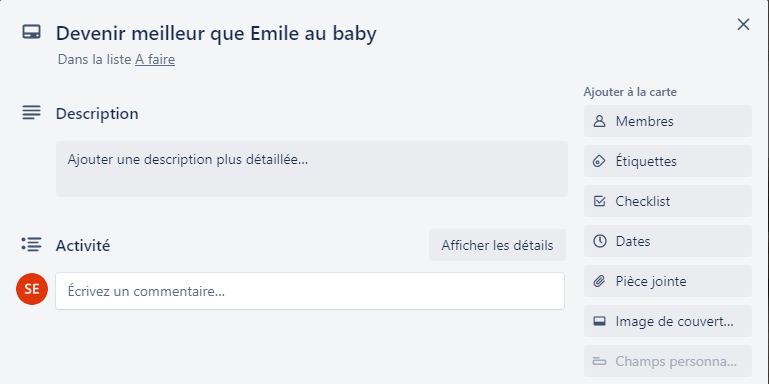 Devenir meilleur que Emile au baby
Dans la liste A faire
Description
Ajouter une description plus détaillée…
Activité
Afficher les détails
SE
Écrivez un commentaire…
Ajouter à la carte
Membres
Étiquettes
Checklist
Dates
Pièce jointe
Image de couvert…
Champs personna…